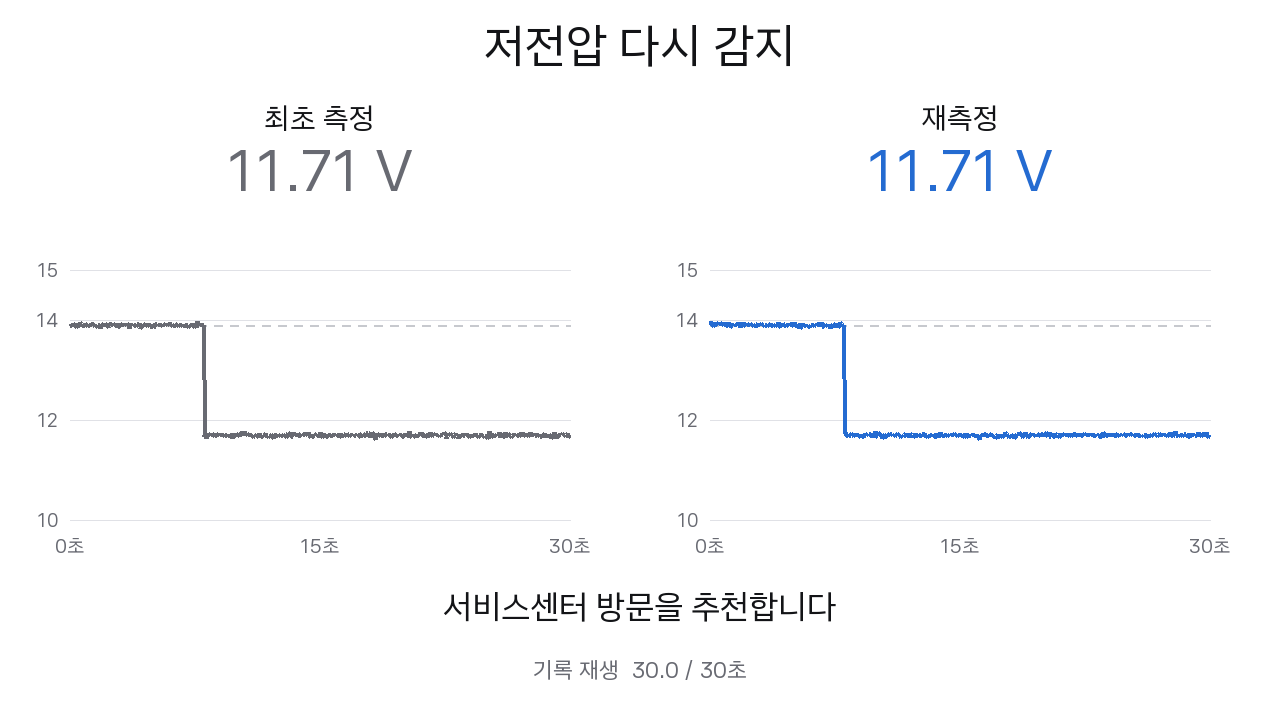 저전압 다시 감지
최초 측정
11.71 V
재측정
11.71 V
15
14
12
10
0초
15초
30초
15
14
12
10
0초
15초
30초
서비스센터 방문을 추천합니다
기록 재생 30.0 / 30초